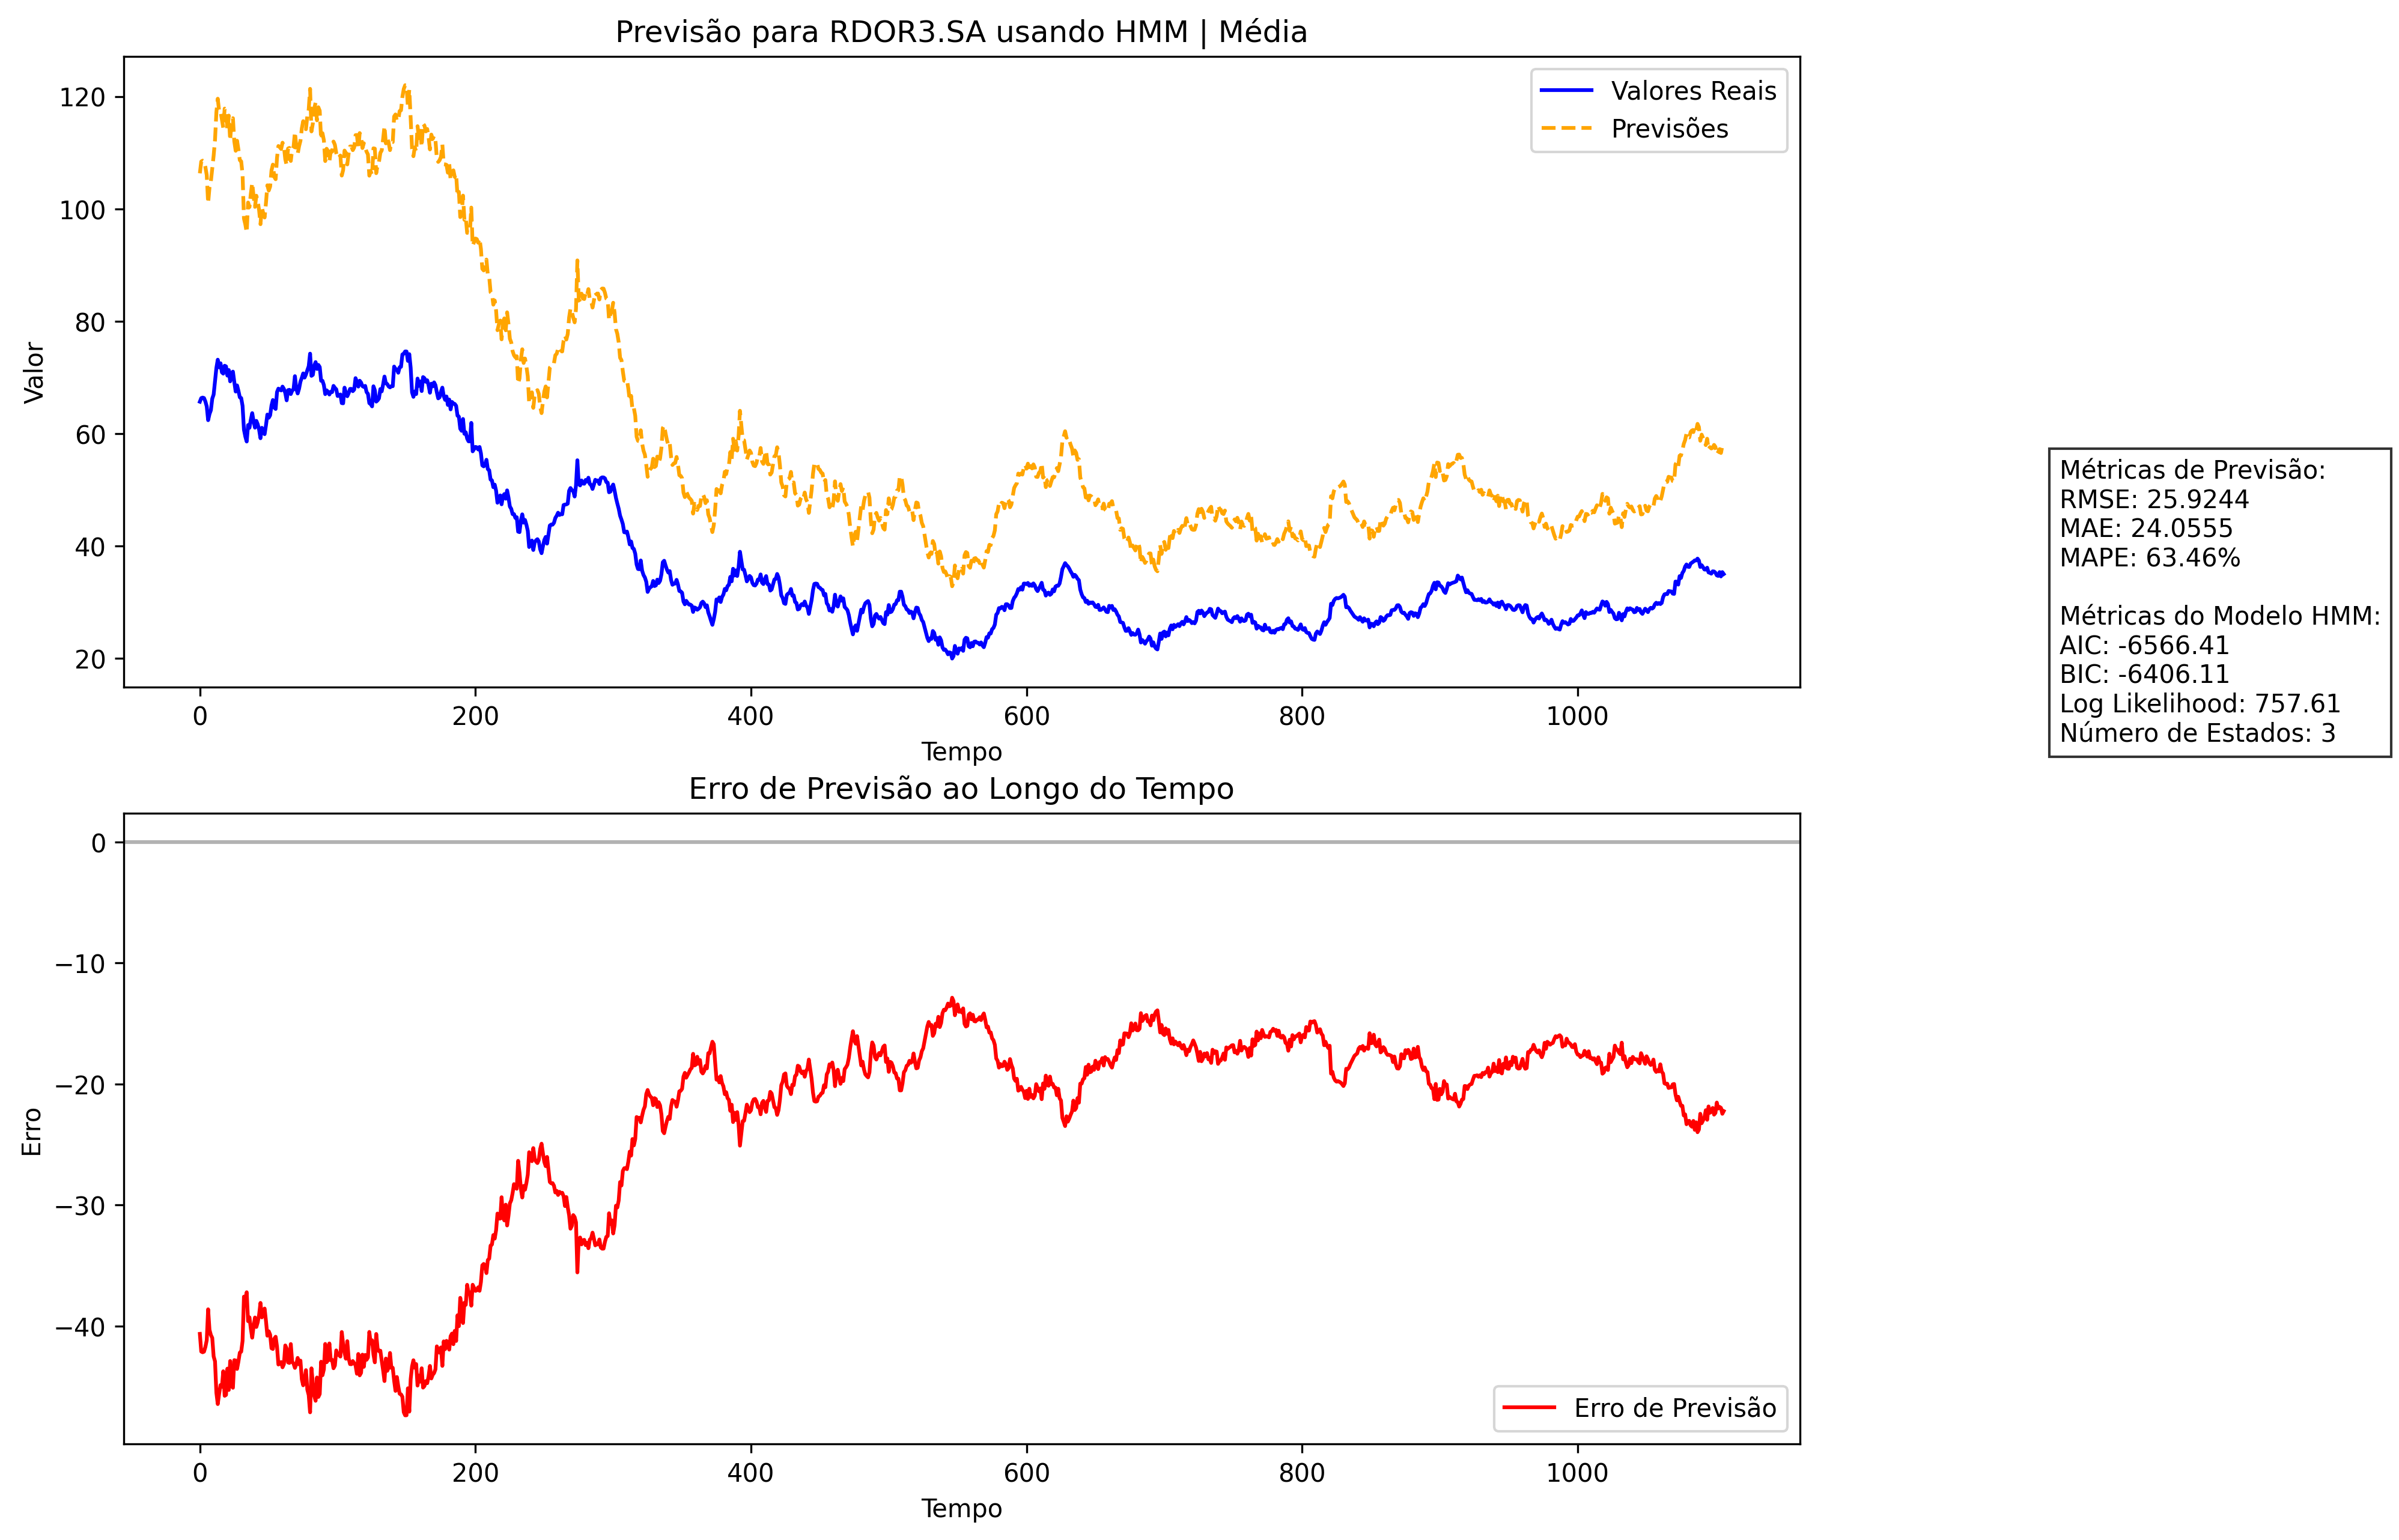 Previsão para RDOR3.SA usando HMM | Média
Valores Reais
Previsões
Valor
120
100
80
60
40
20
0
200
400
600
800
1000
Tempo
Métricas de Previsão:
RMSE: 25.9244
MAE: 24.0555
MAPE: 63.46%
Métricas do Modelo HMM:
AIC: -6566.41
BIC: -6406.11
Log Likelihood: 757.61
Número de Estados: 3
Erro de Previsão ao Longo do Tempo
Erro
0
−10
−20
−30
−40
Erro de Previsão
0
200
400
600
800
1000
Tempo